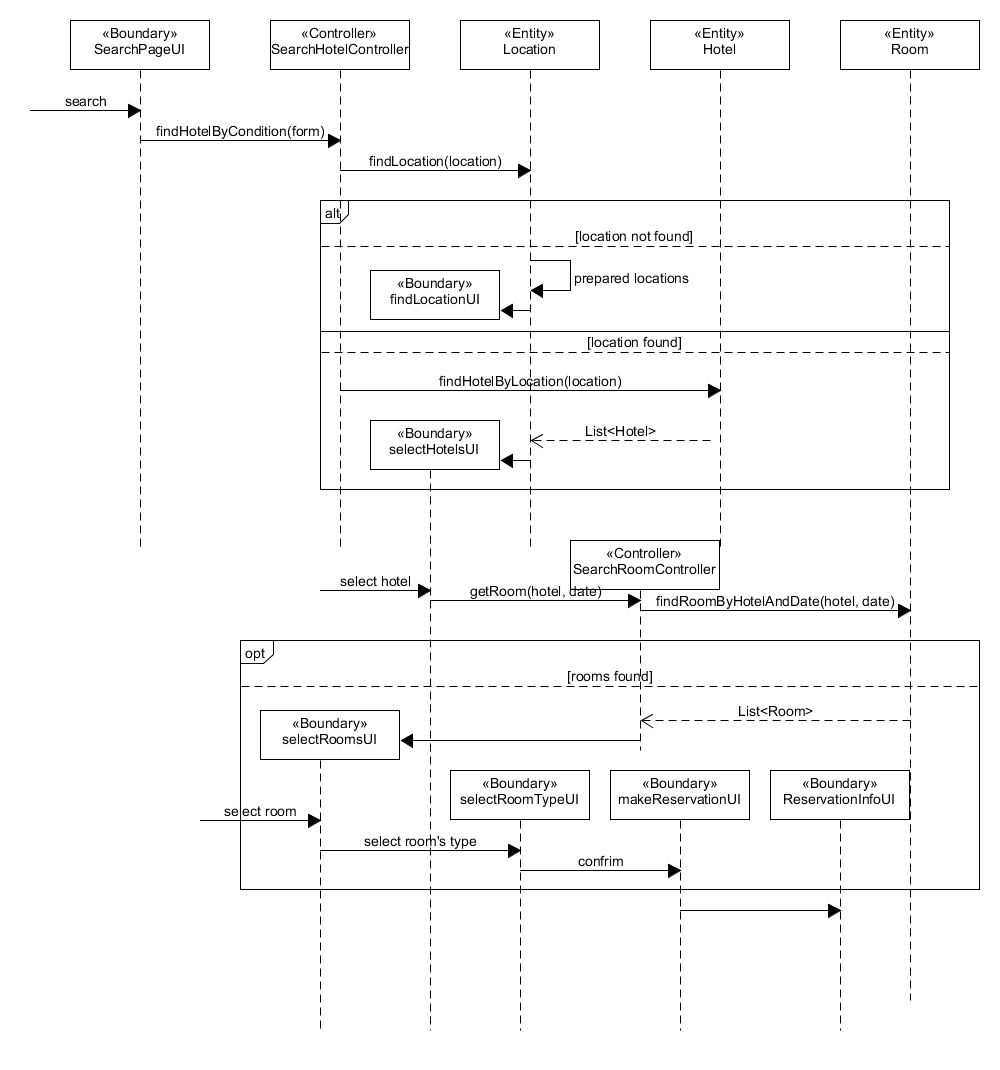 «Boundary»
SearchPageUI
«Controller»
SearchHotelController
«Entity»
Location
«Entity»
Hotel
«Entity»
Room
search
findHotelByCondition(form)
findLocation(location)
alt
[location not found]
prepared locations
«Boundary»
findLocationUI
[location found]
findHotelByLocation(location)
List<Hotel>
«Boundary»
selectHotelsUI
«Controller»
SearchRoomController
select hotel
getRoom(hotel, date)
findRoomByHotelAndDate(hotel, date)
opt
[rooms found]
List<Room>
«Boundary»
selectRoomsUI
«Boundary»
selectRoomTypeUI
«Boundary»
makeReservationUI
«Boundary»
ReservationInfoUI
select room
select room's type
confrim